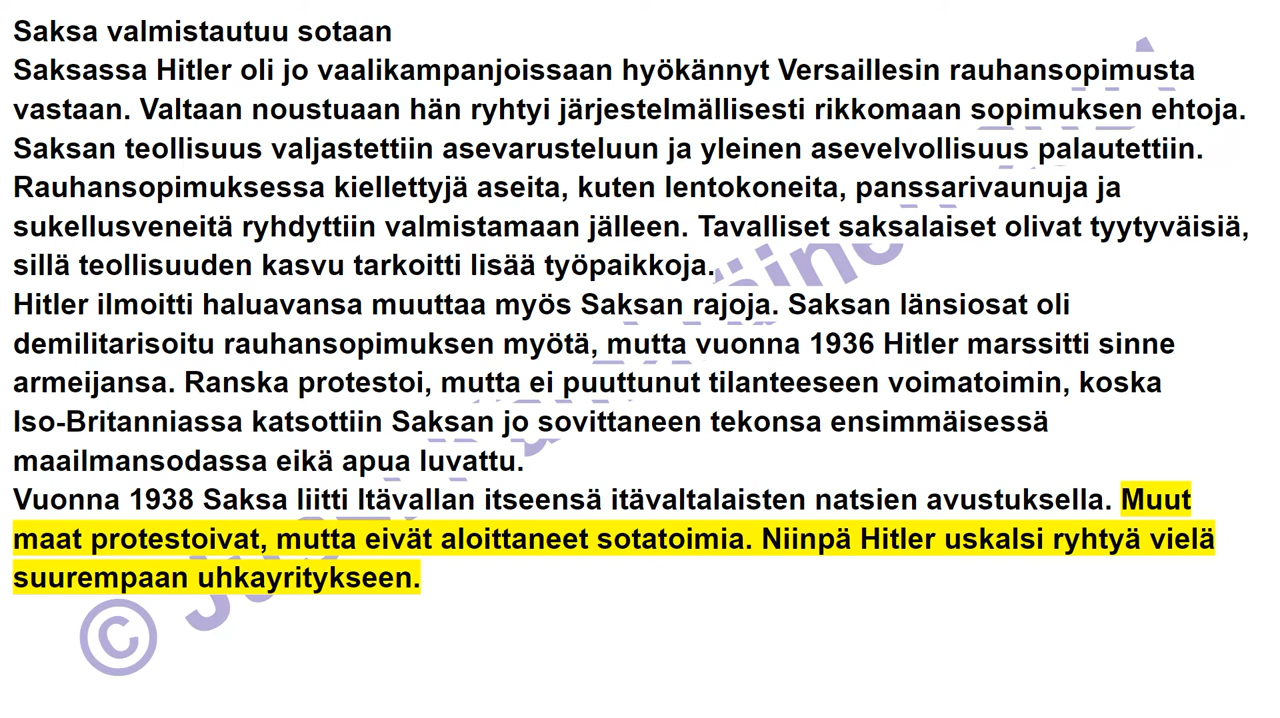 Saksa valmistautuu sotaan
Saksassa Hitler oli jo vaalikampanjoissaan hyökännyt Versaillesin rauhansopimusta
vastaan. Valtaan noustuaan hän ryhtyi järjestelmällisesti rikkomaan sopimuksen ehtoja.
Saksan teollisuus valjastettiin asevarusteluun ja yleinen asevelvollisuus palautettiin.
Rauhansopimuksessa kiellettyjä aseita, kuten lentokoneita, panssarivaunuja ja
sukellusveneitä ryhdyttiin valmistamaan jälleen. Tavalliset saksalaiset olivat tyytyväisiä,
sillä teollisuuden kasvu tarkoitti lisää työpaikkoja.
Hitler ilmoitti haluavansa muuttaa myös Saksan rajoja. Saksan länsiosat oli
demilitarisoitu rauhansopimuksen myötä, mutta vuonna 1936 Hitler marssitti sinne
armeijansa. Ranska protestoi, mutta ei puuttunut tilanteeseen voimatoimin, koska
Iso-Britanniassa katsottiin Saksan jo sovittaneen tekonsa ensimmäisessä
maailmansodassa eikä apua luvattu.
Vuonna 1938 Saksa liitti Itävallan itseensä itävaltalaisten natsien avustuksella. Muut
maat protestoivat, mutta eivät aloittaneet sotatoimia. Niinpä Hitler uskalsi ryhtyä vielä
suurempaan uhkayritykseen.
©